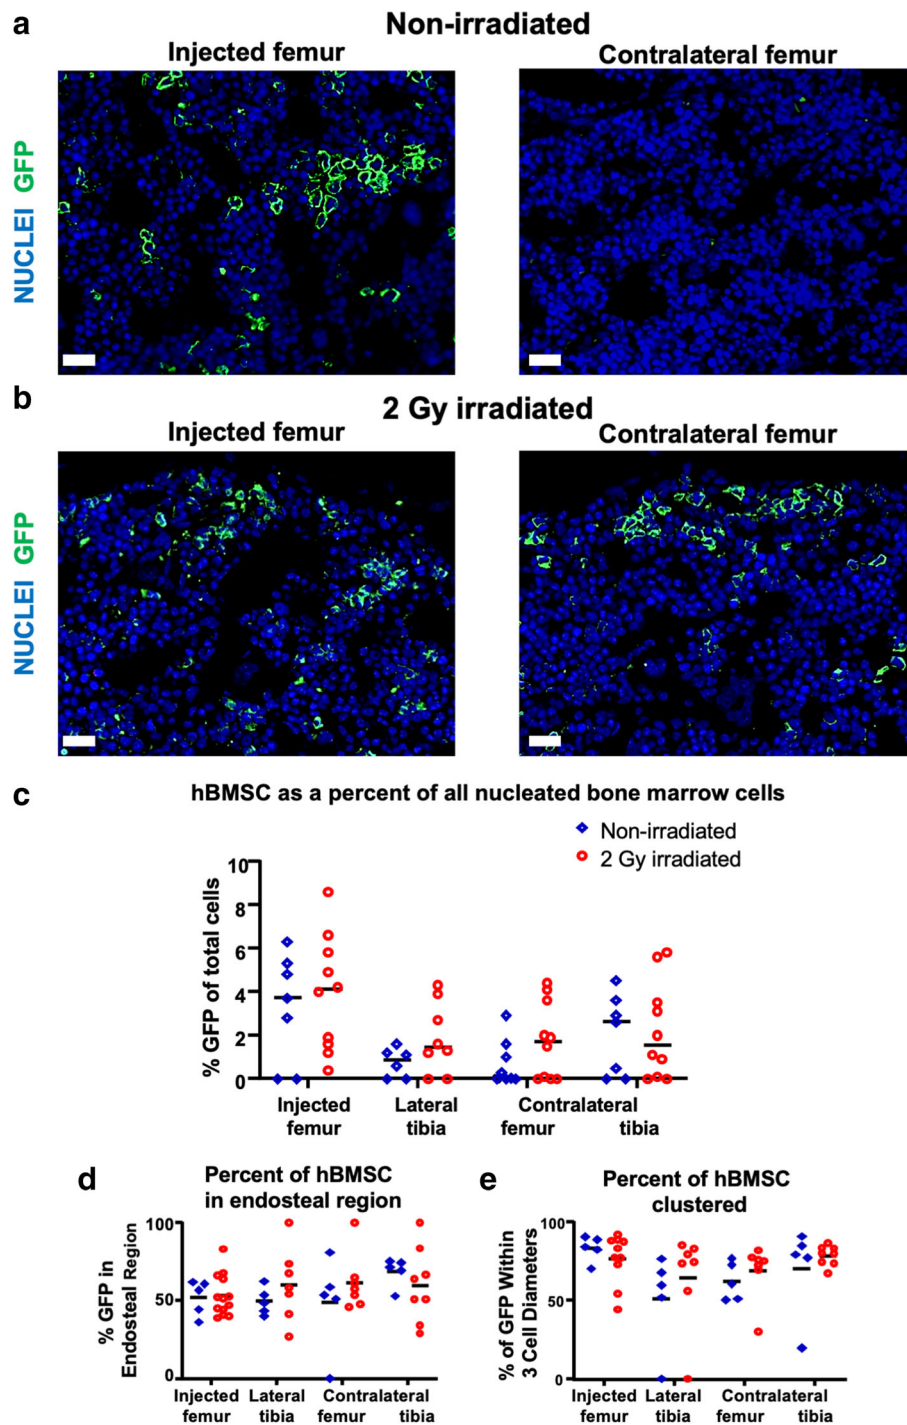 a
Non-irradiated
Injected femur
Contralateral femur
NUCLEI GFP
b
2 Gy irradiated
Injected femur
Contralateral femur
NUCLEI GFP
c
hBMSC as a percent of all nucleated bone marrow cells
Non-irradiated
2 Gy irradiated
% GFP of total cells
10
8
6
4
2
0
Injected
femur
Lateral
tibia
Contralateral
femur
tibia
d
Percent of hBMSC
in endosteal region
% GFP in
Endosteal Region
100
50
0
Injected
femur
Lateral
tibia
Contralateral
femur
tibia
e
Percent of hBMSC
clustered
% of GFP Within
3 Cell Diameters
100
50
0
Injected
femur
Lateral
tibia
Contralateral
femur
tibia